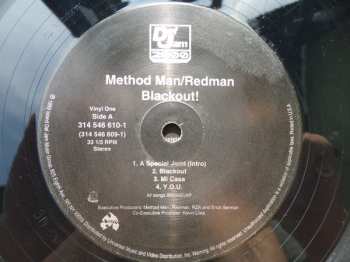 Def Jam
2000
Method Man/Redman
Blackout!
Vinyl One
Side A
314 546 610-1
(314 546 609-1)
33 1/3 RPM
Stereo
1. A Special Joint (Intro)
2. Blackout
3. Mi Casa
4. Y.O.U.
Executive Producers: Method Man, Redman, RZA and Erick Sermon
Co-Executive Producer: Kevin Liles